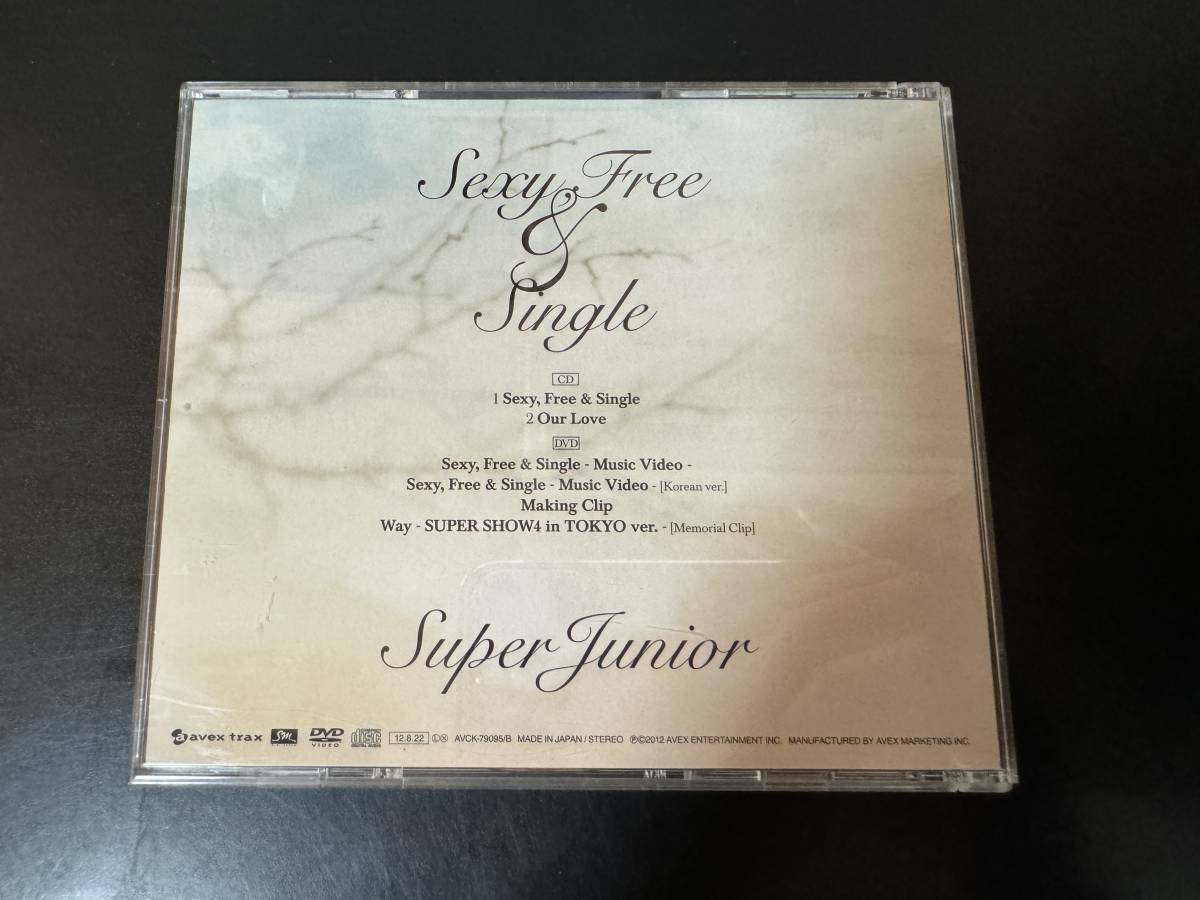 Sexy, Free
&
Single
CD
1 Sexy, Free & Single
2 Our Love
DVD
Sexy, Free & Single - Music Video -
Sexy, Free & Single - Music Video - [Korean ver.]
Making Clip
Way - SUPER SHOW4 in TOKYO ver. - [Memorial Clip]
Super Junior
avex trax SM DVD VIDEO disc DIGITAL AUDIO 12.8.22 Ⓛ Ⓧ AVCK-79095/B MADE IN JAPAN / STEREO ℗©2012 AVEX ENTERTAINMENT INC. MANUFACTURED BY AVEX MARKETING INC.